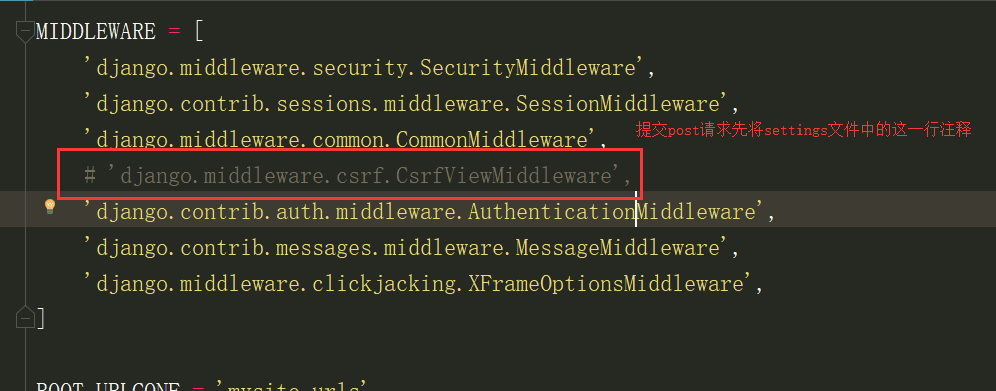 MIDDLEWARE = [
'django.middleware.security.SecurityMiddleware',
'django.contrib.sessions.middleware.SessionMiddleware',
'django.middleware.common.CommonMiddleware',
提交post请求先将settings文件中的这一行注释
# 'django.middleware.csrf.CsrfViewMiddleware',
'django.contrib.auth.middleware.AuthenticationMiddleware',
'django.contrib.messages.middleware.MessageMiddleware',
'django.middleware.clickjacking.XFrameOptionsMiddleware',
]
ROOT_URLCONF = 'mysite.urls'